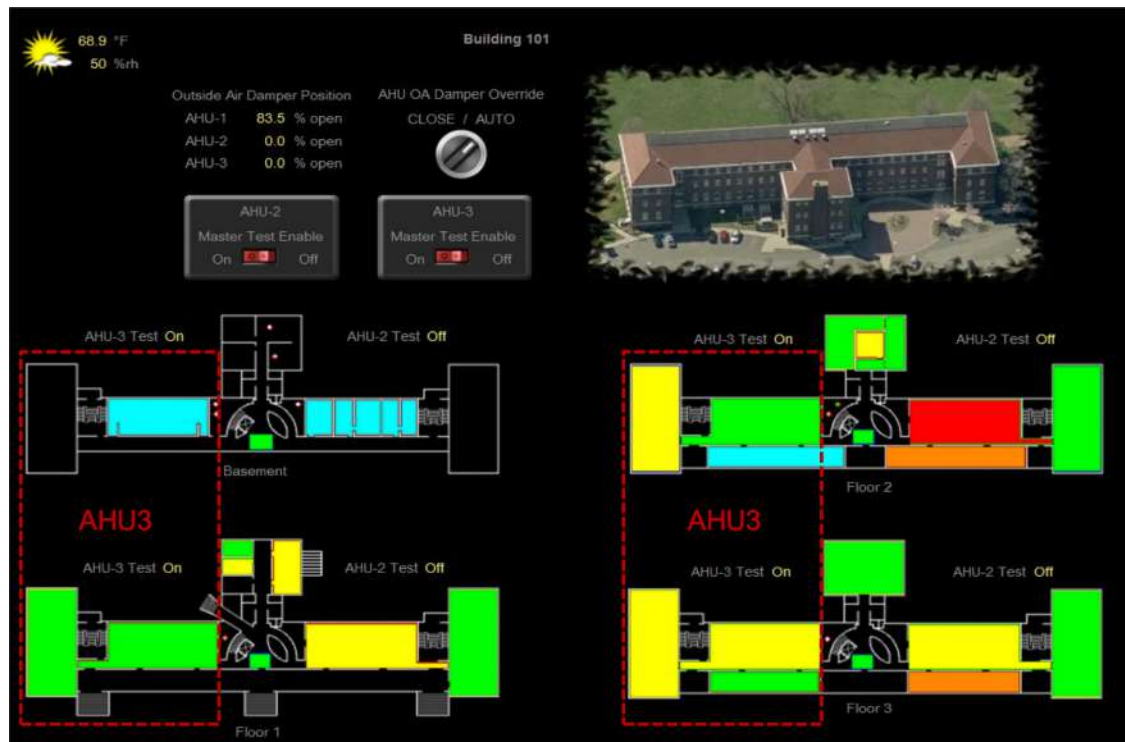 68.9 °F
50 %rh
Building 101
Outside Air Damper Position
AHU-1 83.5 % open
AHU-2 0.0 % open
AHU-3 0.0 % open
AHU OA Damper Override
CLOSE / AUTO
AHU-2
Master Test Enable
On Off
AHU-3
Master Test Enable
On Off
AHU-3 Test On
AHU-2 Test Off
Basement
AHU3
AHU-3 Test On
AHU-2 Test Off
Floor 1
AHU-3 Test On
AHU-2 Test Off
Floor 2
AHU3
AHU-3 Test On
AHU-2 Test Off
Floor 3